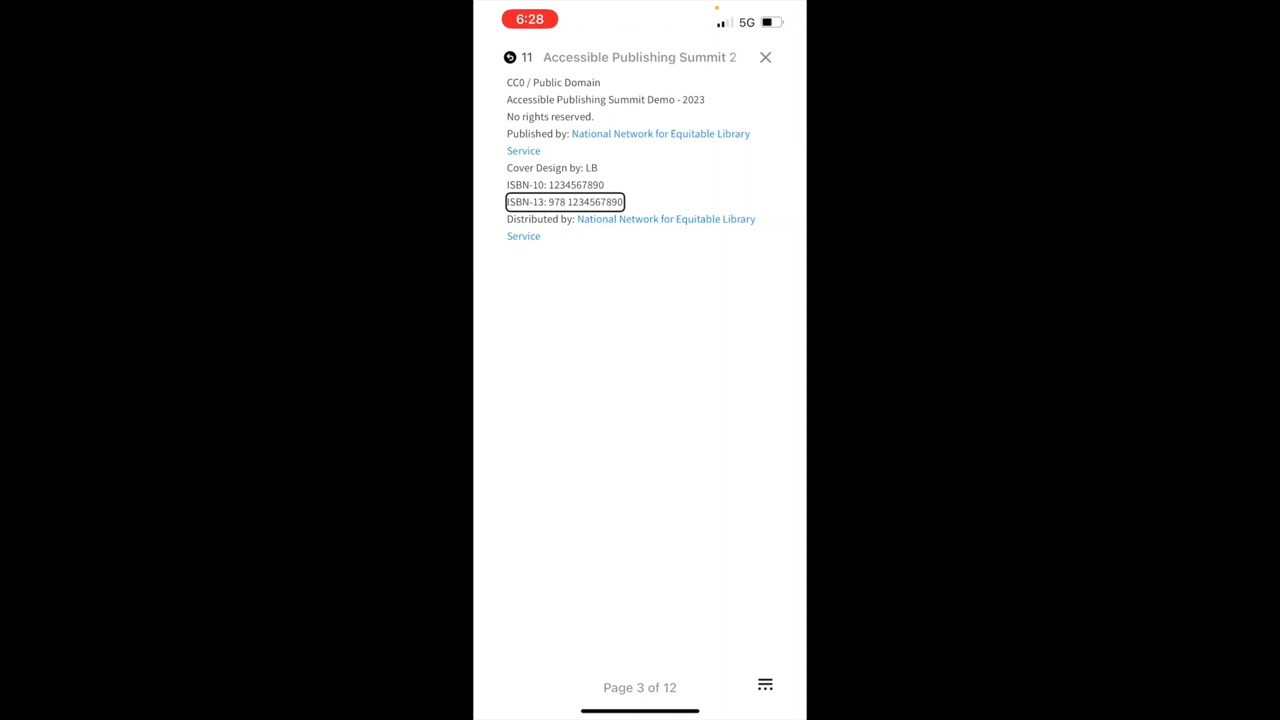 6:28
5G
11 Accessible Publishing Summit 2
CC0 / Public Domain
Accessible Publishing Summit Demo - 2023
No rights reserved.
Published by: National Network for Equitable Library
Service
Cover Design by: LB
ISBN-10: 1234567890
ISBN-13: 978 1234567890
Distributed by: National Network for Equitable Library
Service
Page 3 of 12